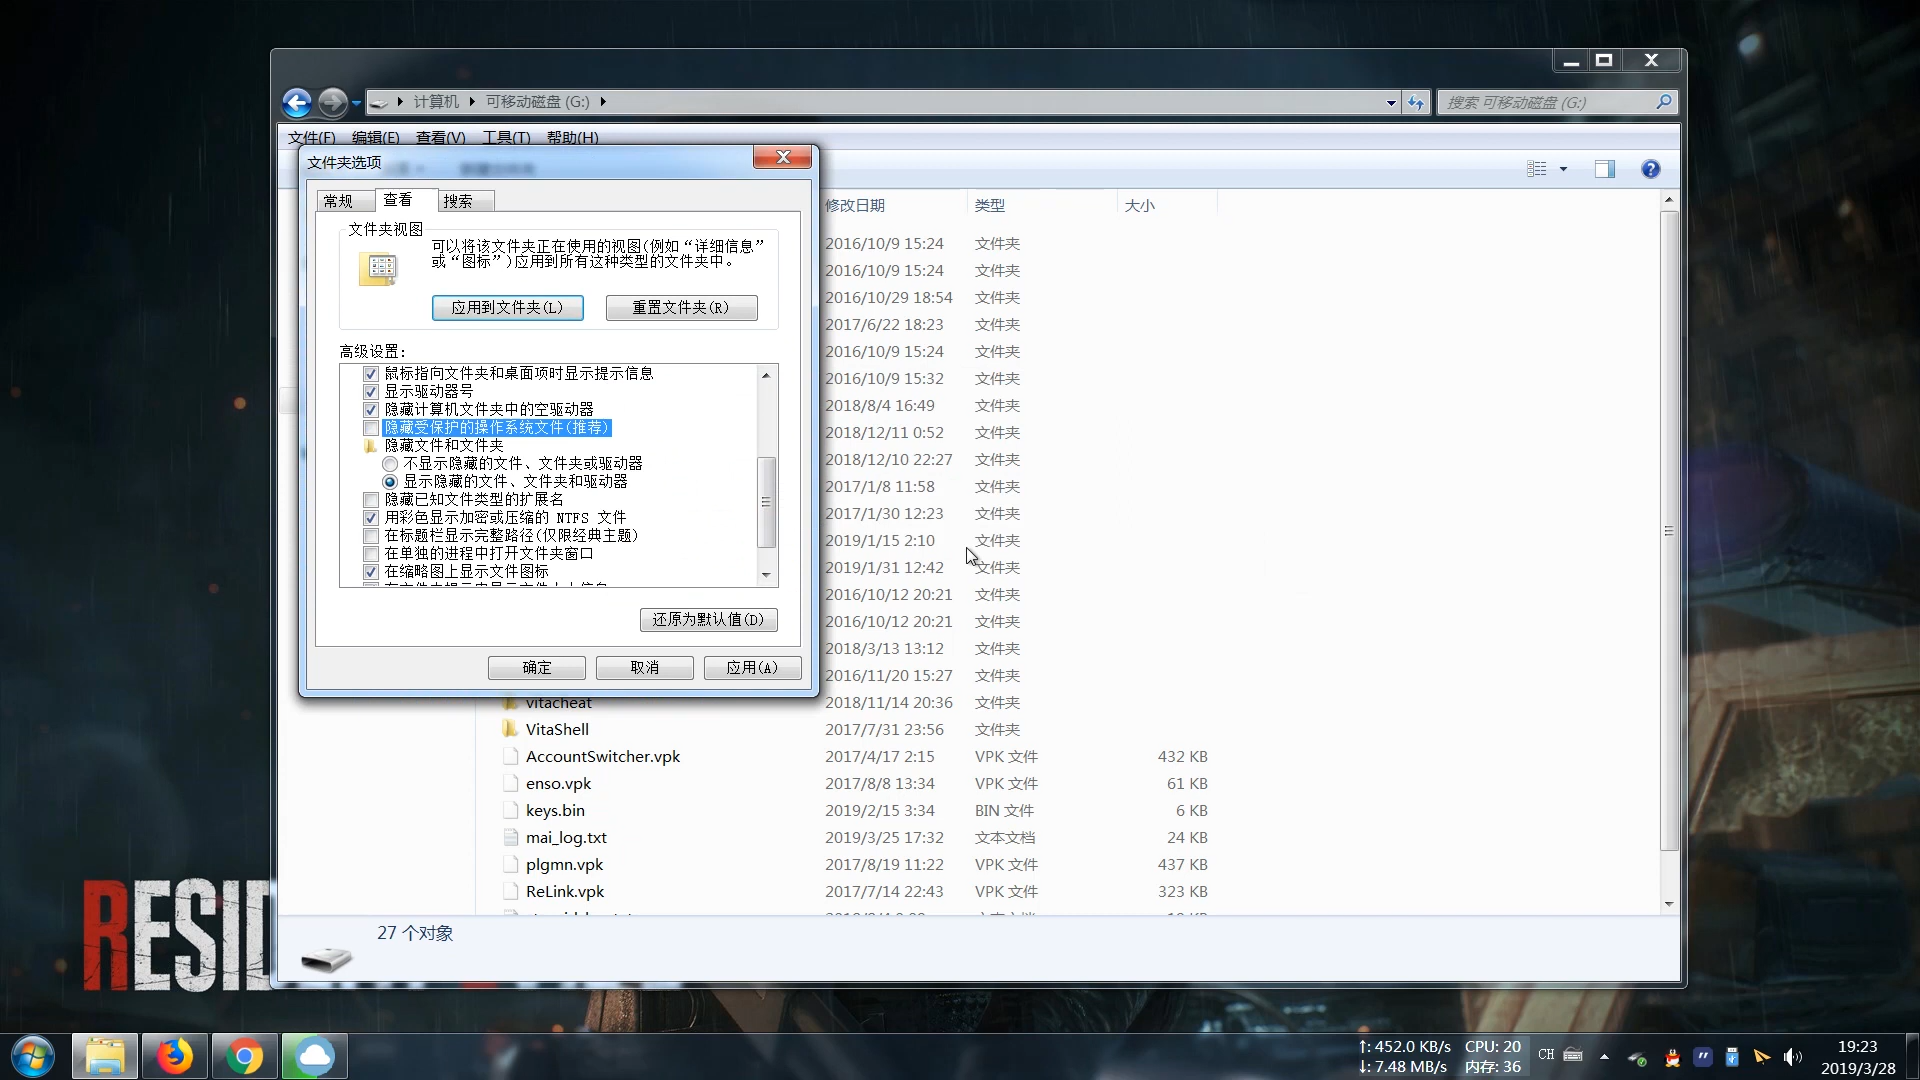 计算机 可移动磁盘 (G:)
搜索 可移动磁盘 (G:)
文件(F) 编辑(E) 查看(V) 工具(T) 帮助(H)
文件夹选项
常规 查看 搜索
文件夹视图
可以将该文件夹正在使用的视图(例如“详细信息”
或“图标”)应用到所有这种类型的文件夹中。
应用到文件夹(L) 重置文件夹(R)
高级设置:
鼠标指向文件夹和桌面项时显示提示信息
显示驱动器号
隐藏计算机文件夹中的空驱动器
隐藏受保护的操作系统文件(推荐)
隐藏文件和文件夹
不显示隐藏的文件、文件夹或驱动器
显示隐藏的文件、文件夹和驱动器
隐藏已知文件类型的扩展名
用彩色显示加密或压缩的 NTFS 文件
在标题栏显示完整路径(仅限经典主题)
在单独的进程中打开文件夹窗口
在缩略图上显示文件图标
还原为默认值(D)
确定 取消 应用(A)
修改日期 类型 大小
2016/10/9 15:24 文件夹
2016/10/9 15:24 文件夹
2016/10/29 18:54 文件夹
2017/6/22 18:23 文件夹
2016/10/9 15:24 文件夹
2016/10/9 15:32 文件夹
2018/8/4 16:49 文件夹
2018/12/11 0:52 文件夹
2018/12/10 22:27 文件夹
2017/1/8 11:58 文件夹
2017/1/30 12:23 文件夹
2019/1/15 2:10 文件夹
2019/1/31 12:42 文件夹
2016/10/12 20:21 文件夹
2016/10/12 20:21 文件夹
2018/3/13 13:12 文件夹
2016/11/20 15:27 文件夹
vitacheat 2018/11/14 20:36 文件夹
VitaShell 2017/7/31 23:56 文件夹
AccountSwitcher.vpk 2017/4/17 2:15 VPK 文件 432 KB
enso.vpk 2017/8/8 13:34 VPK 文件 61 KB
keys.bin 2019/2/15 3:34 BIN 文件 6 KB
mai_log.txt 2019/3/25 17:32 文本文档 24 KB
plgmn.vpk 2017/8/19 11:22 VPK 文件 437 KB
ReLink.vpk 2017/7/14 22:43 VPK 文件 323 KB
27 个对象
RESID
↑: 452.0 KB/s CPU: 20
↓: 7.48 MB/s 内存: 36
CH
19:23
2019/3/28